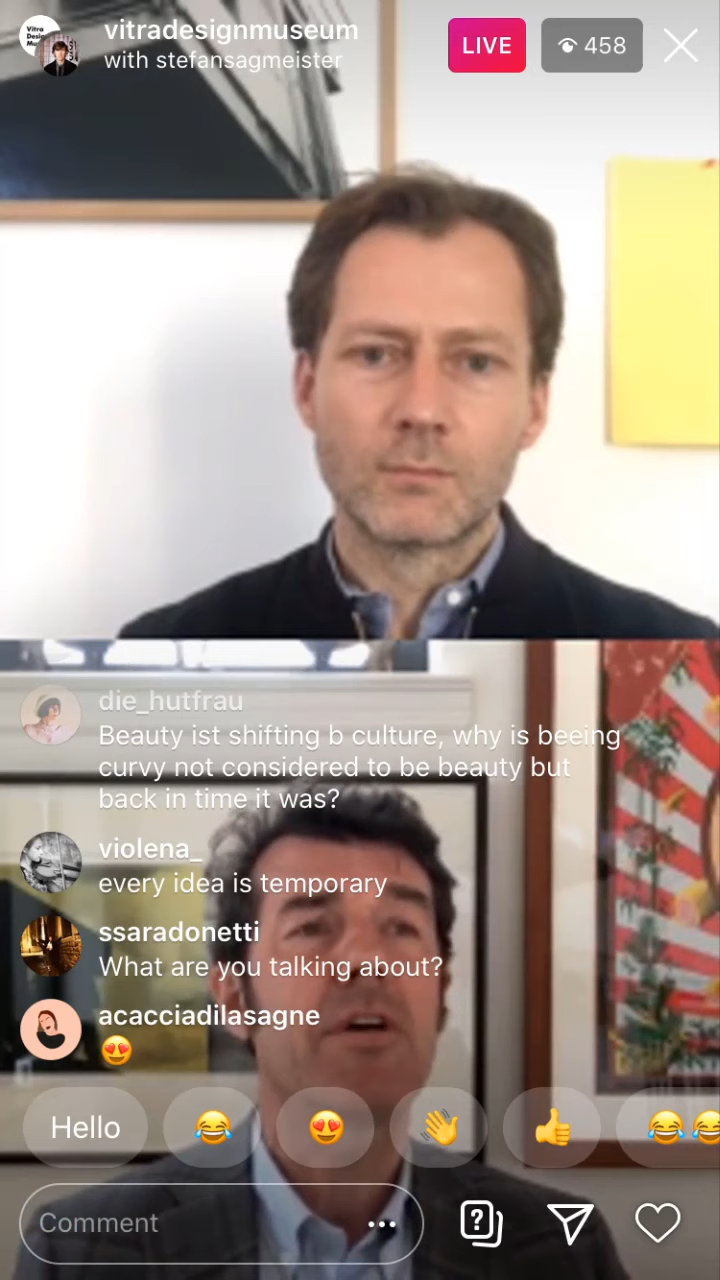 Vitra
vitradesignmuseum
with stefansagmeister
LIVE
458
die_hutfrau
Beauty ist shifting b culture, why is beeing
curvy not considered to be beauty but
back in time it was?
violena_
every idea is temporary
ssaradonetti
What are you talking about?
acacciadilasagne
😍
Hello
😂
😍
👋
👍
😂😂
Comment